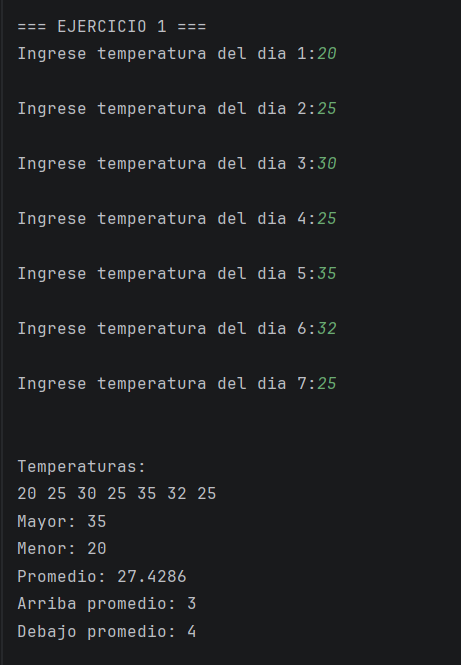 === EJERCICIO 1 ===
Ingrese temperatura del dia 1:20
Ingrese temperatura del dia 2:25
Ingrese temperatura del dia 3:30
Ingrese temperatura del dia 4:25
Ingrese temperatura del dia 5:35
Ingrese temperatura del dia 6:32
Ingrese temperatura del dia 7:25
Temperaturas:
20 25 30 25 35 32 25
Mayor: 35
Menor: 20
Promedio: 27.4286
Arriba promedio: 3
Debajo promedio: 4